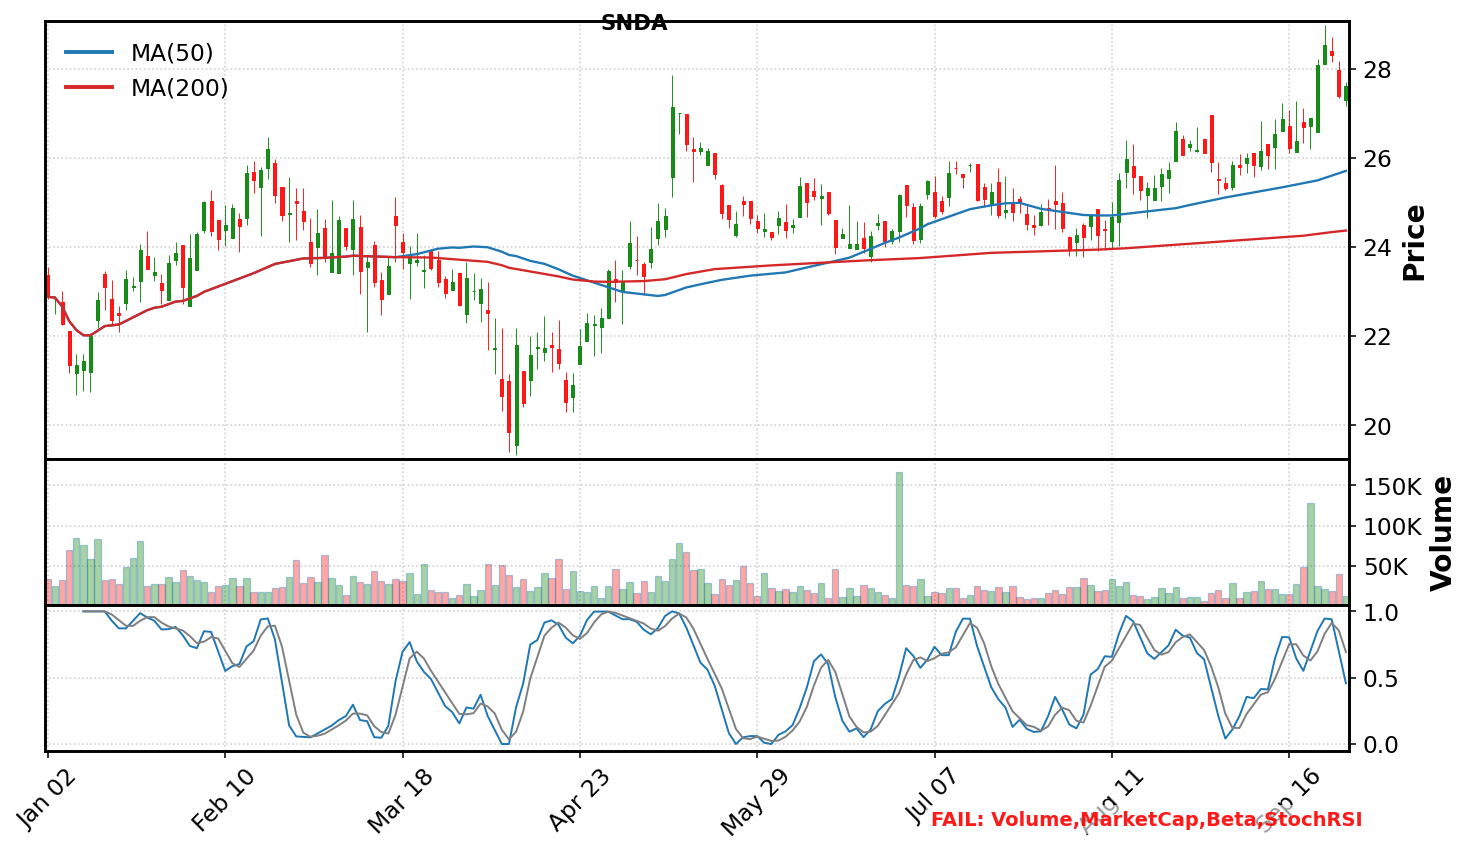 SNDA
MA(50)
MA(200)
28
26
24
22
20
Price
150K
100K
50K
Volume
1.0
0.5
0.0
Jan 02
Feb 10
Mar 18
Apr 23
May 29
Jul 07
Aug 11
Sep 16
FAIL: Volume,MarketCap,Beta,StochRSI